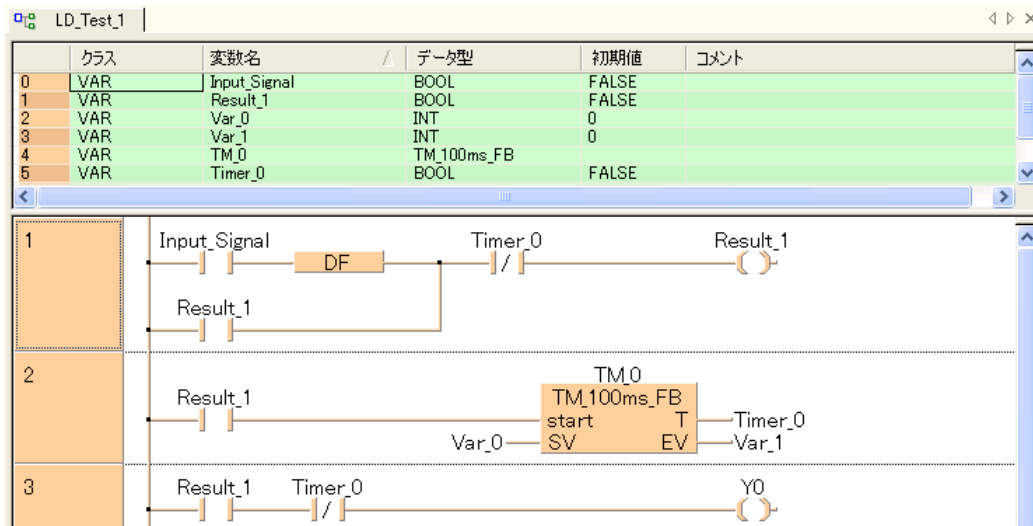 LD_Test_1
クラス 変数名 データ型 初期値 コメント
0 VAR Input_Signal BOOL FALSE
1 VAR Result_1 BOOL FALSE
2 VAR Var_0 INT 0
3 VAR Var_1 INT 0
4 VAR TM_0 TM_100ms_FB
5 VAR Timer_0 BOOL FALSE
1
Input_Signal Timer_0 Result_1
DF
Result_1
2
TM_0
Result_1 TM_100ms_FB
start T Timer_0
Var_0 SV EV Var_1
3
Result_1 Timer_0 Y0